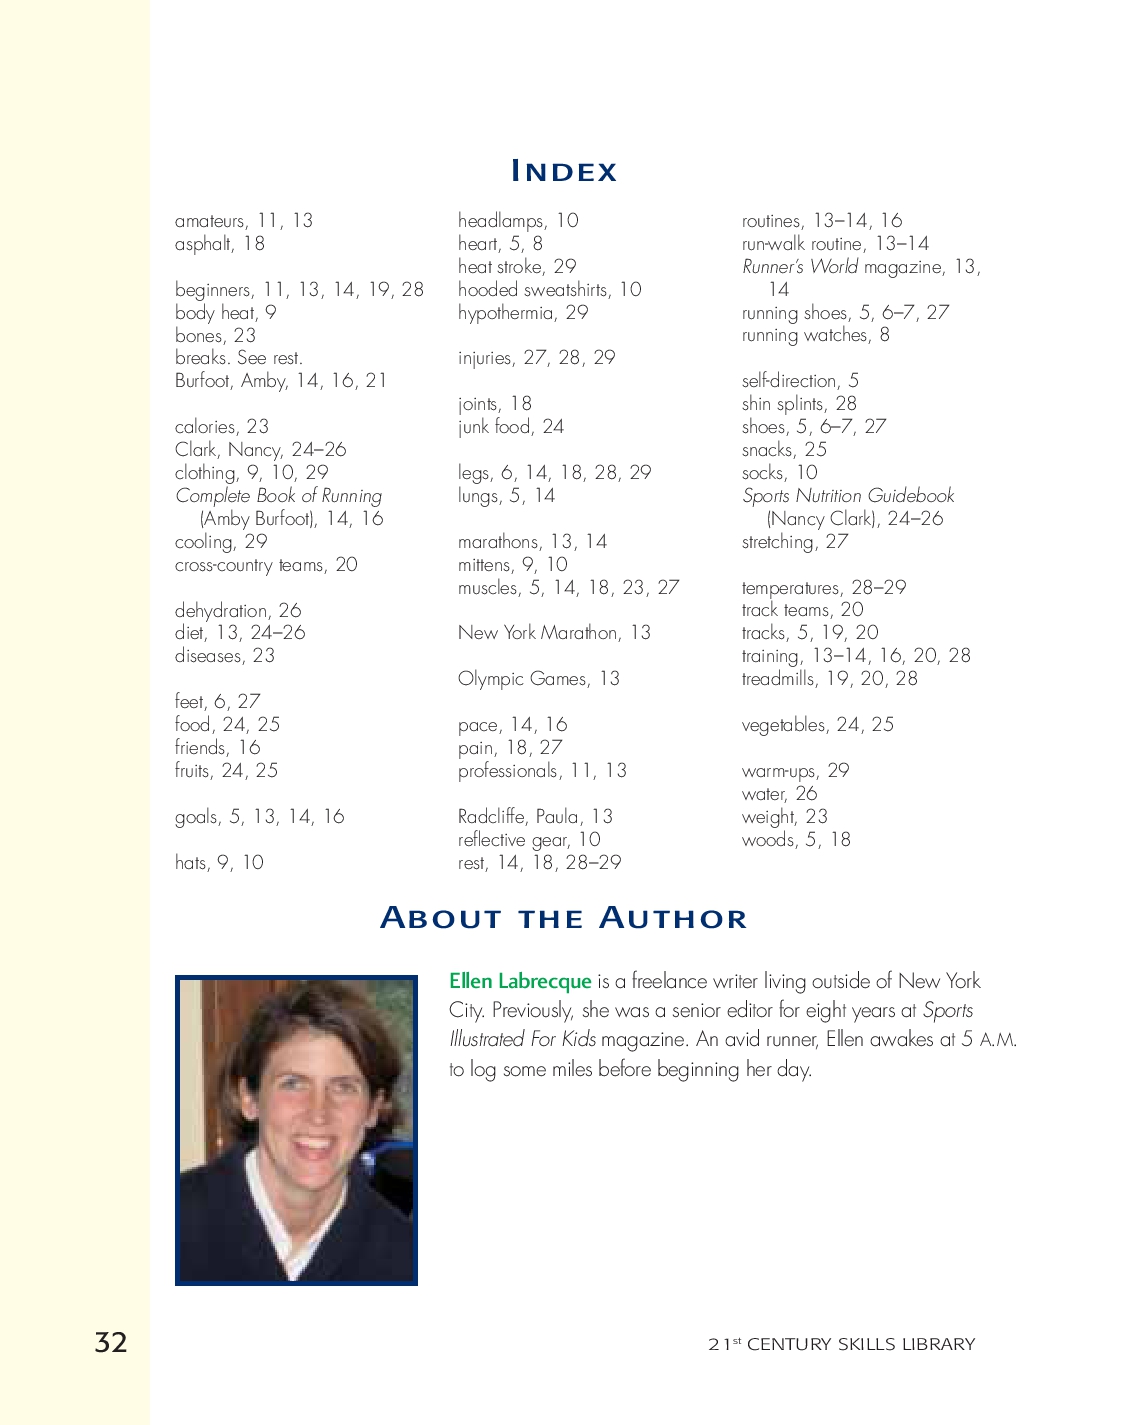 INDEX
amateurs, 11, 13
asphalt, 18
beginners, 11, 13, 14, 19, 28
body heat, 9
bones, 23
breaks. See rest.
Burfoot, Amby, 14, 16, 21
calories, 23
Clark, Nancy, 24–26
clothing, 9, 10, 29
Complete Book of Running
(Amby Burfoot), 14, 16
cooling, 29
cross-country teams, 20
dehydration, 26
diet, 13, 24–26
diseases, 23
feet, 6, 27
food, 24, 25
friends, 16
fruits, 24, 25
goals, 5, 13, 14, 16
hats, 9, 10
headlamps, 10
heart, 5, 8
heat stroke, 29
hooded sweatshirts, 10
hypothermia, 29
injuries, 27, 28, 29
joints, 18
junk food, 24
legs, 6, 14, 18, 28, 29
lungs, 5, 14
marathons, 13, 14
mittens, 9, 10
muscles, 5, 14, 18, 23, 27
New York Marathon, 13
Olympic Games, 13
pace, 14, 16
pain, 18, 27
professionals, 11, 13
Radcliffe, Paula, 13
reflective gear, 10
rest, 14, 18, 28–29
routines, 13–14, 16
run-walk routine, 13–14
Runner’s World magazine, 13,
14
running shoes, 5, 6–7, 27
running watches, 8
self-direction, 5
shin splints, 28
shoes, 5, 6–7, 27
snacks, 25
socks, 10
Sports Nutrition Guidebook
(Nancy Clark), 24–26
stretching, 27
temperatures, 28–29
track teams, 20
tracks, 5, 19, 20
training, 13–14, 16, 20, 28
treadmills, 19, 20, 28
vegetables, 24, 25
warm-ups, 29
water, 26
weight, 23
woods, 5, 18
ABOUT THE AUTHOR
Ellen Labrecque is a freelance writer living outside of New York
City. Previously, she was a senior editor for eight years at Sports
Illustrated For Kids magazine. An avid runner, Ellen awakes at 5 A.M.
to log some miles before beginning her day.
32
21st CENTURY SKILLS LIBRARY